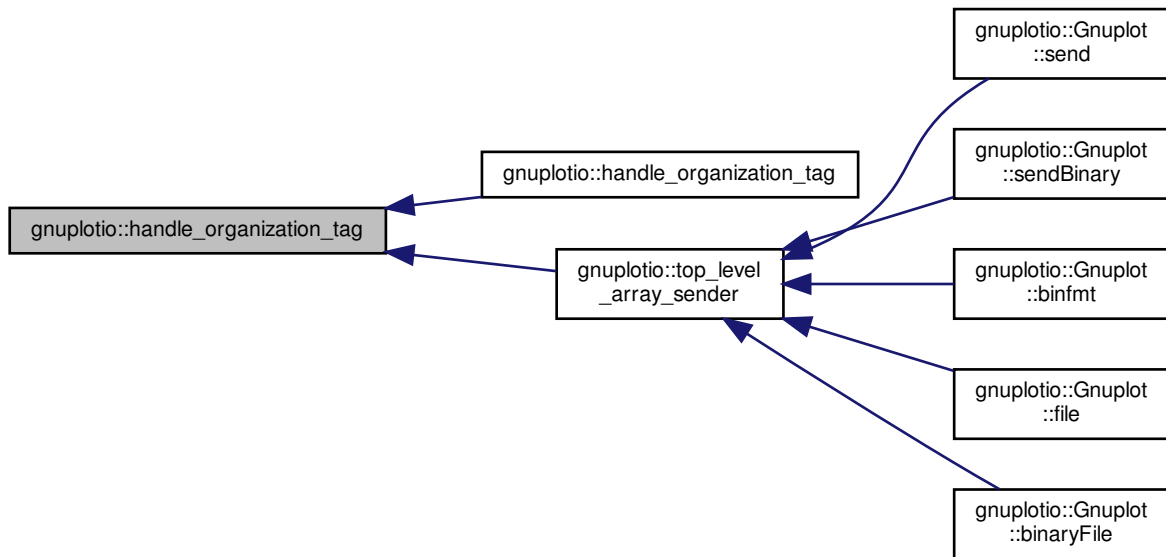 gnuplotio::handle_organization_tag
gnuplotio::handle_organization_tag
gnuplotio::top_level
_array_sender
gnuplotio::Gnuplot
::send
gnuplotio::Gnuplot
::sendBinary
gnuplotio::Gnuplot
::binfmt
gnuplotio::Gnuplot
::file
gnuplotio::Gnuplot
::binaryFile